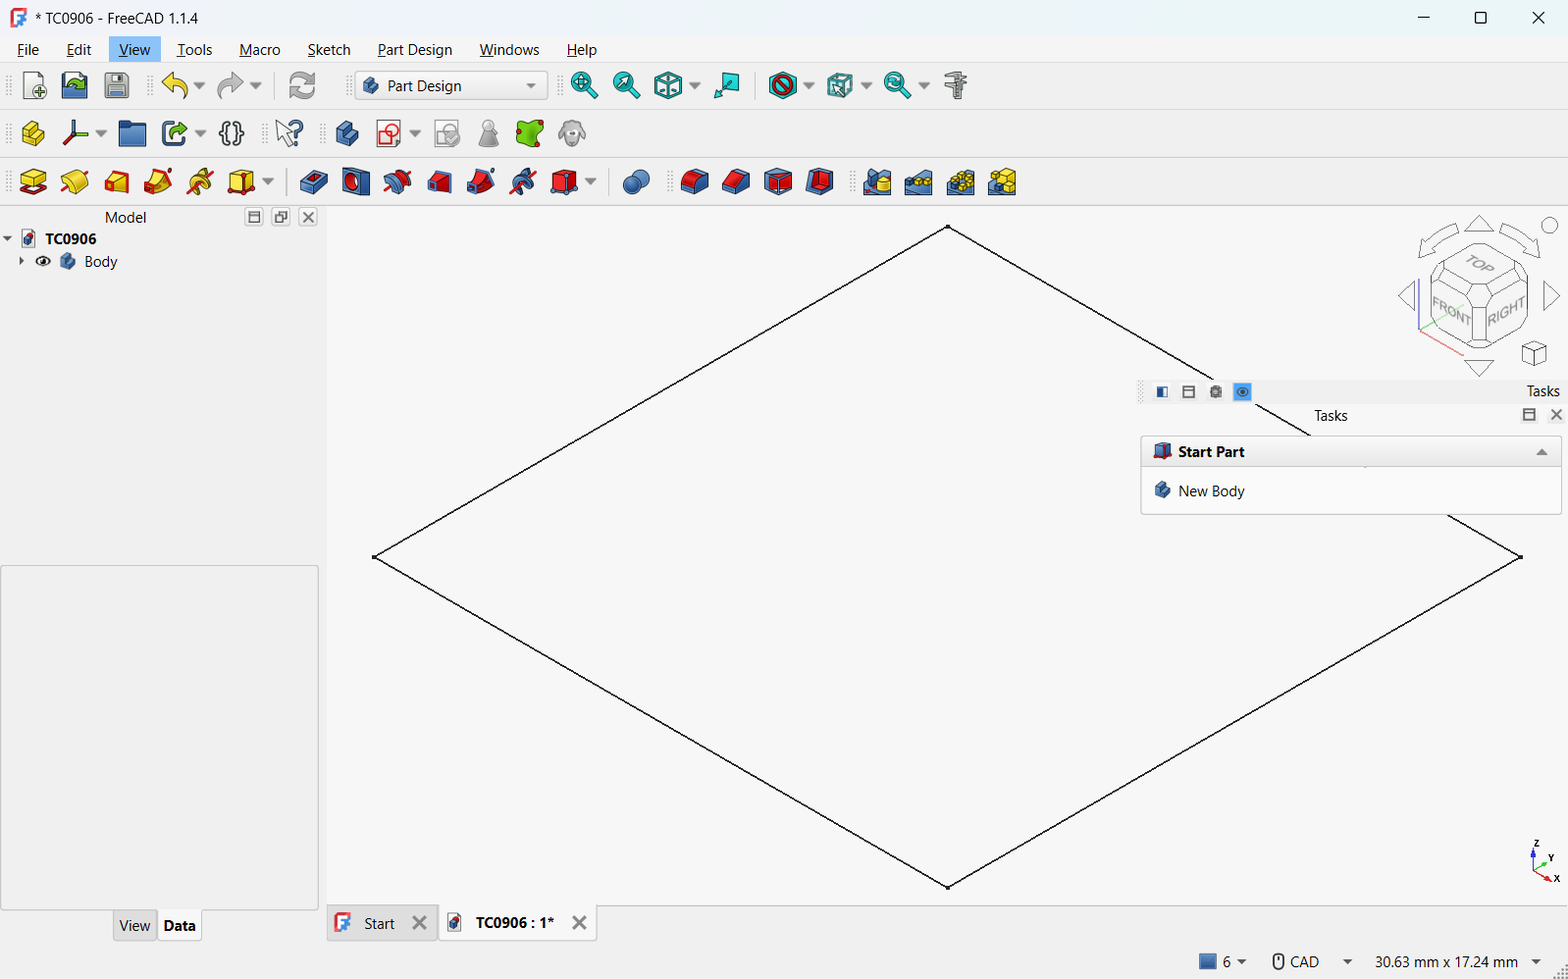 * TC0906 - FreeCAD 1.1.4
File Edit View Tools Macro Sketch Part Design Windows Help
Part Design
Model
TC0906
Body
TOP
FRONT
RIGHT
Tasks
Tasks
Start Part
New Body
Z
Y
X
View Data
Start
TC0906 : 1*
6
CAD
30.63 mm x 17.24 mm